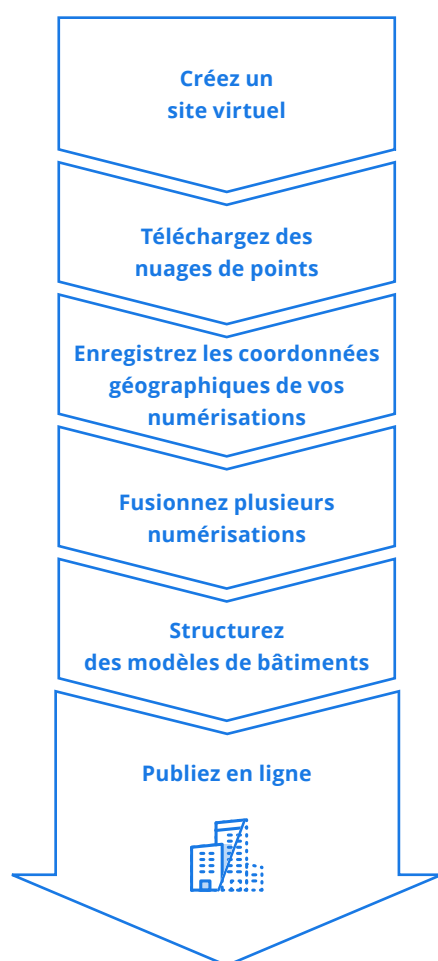 Créez un
site virtuel
Téléchargez des
nuages de points
Enregistrez les coordonnées
géographiques de vos
numérisations
Fusionnez plusieurs
numérisations
Structurez
des modèles de bâtiments
Publiez en ligne